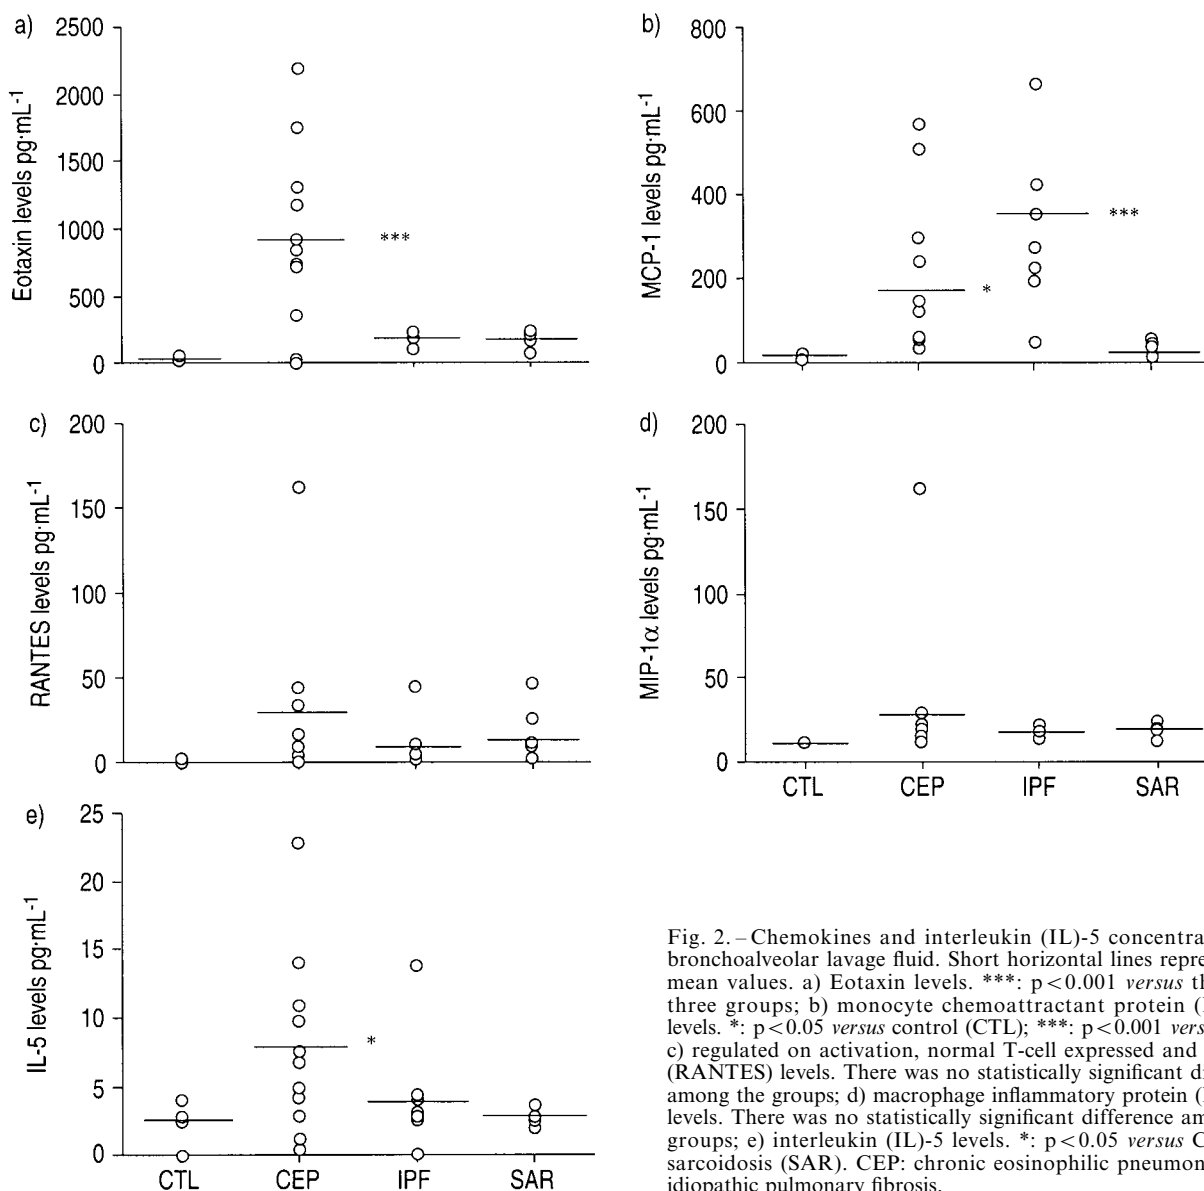 a)
2500
2000
1500
1000
500
0
Eotaxin levels pg·mL-1
***
b)
800
600
400
200
0
MCP-1 levels pg·mL-1
*
***
c)
200
150
100
50
0
RANTES levels pg·mL-1
d)
200
150
100
50
0
MIP-1α levels pg·mL-1
CTL CEP IPF SAR
e)
25
20
15
10
5
0
IL-5 levels pg·mL-1
*
CTL CEP IPF SAR
Fig. 2. – Chemokines and interleukin (IL)-5 concentra
bronchoalveolar lavage fluid. Short horizontal lines repre
mean values. a) Eotaxin levels. ***: p<0.001 versus th
three groups; b) monocyte chemoattractant protein (
levels. *: p<0.05 versus control (CTL); ***: p<0.001 vers
c) regulated on activation, normal T-cell expressed and
(RANTES) levels. There was no statistically significant di
among the groups; d) macrophage inflammatory protein (
levels. There was no statistically significant difference am
groups; e) interleukin (IL)-5 levels. *: p<0.05 versus C
sarcoidosis (SAR). CEP: chronic eosinophilic pneumon
idiopathic pulmonary fibrosis.